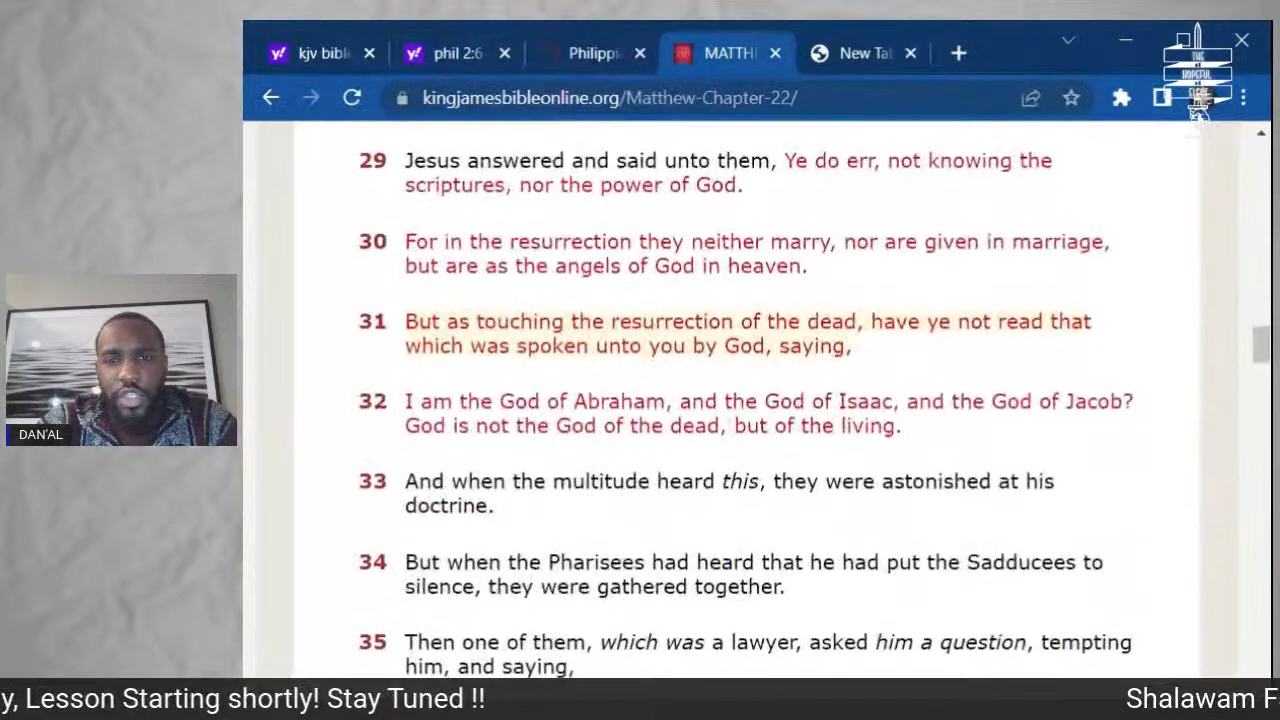 kjv bibl
phil 2:6
Philippi
MATTH
New Ta
kingjamesbibleonline.org/Matthew-Chapter-22/
THE
HOPEFUL
29 Jesus answered and said unto them, Ye do err, not knowing the
scriptures, nor the power of God.
30 For in the resurrection they neither marry, nor are given in marriage,
but are as the angels of God in heaven.
31 But as touching the resurrection of the dead, have ye not read that
which was spoken unto you by God, saying,
32 I am the God of Abraham, and the God of Isaac, and the God of Jacob?
God is not the God of the dead, but of the living.
33 And when the multitude heard this, they were astonished at his
doctrine.
34 But when the Pharisees had heard that he had put the Sadducees to
silence, they were gathered together.
35 Then one of them, which was a lawyer, asked him a question, tempting
him, and saying,
DAN'AL
y, Lesson Starting shortly! Stay Tuned !!
Shalawam F